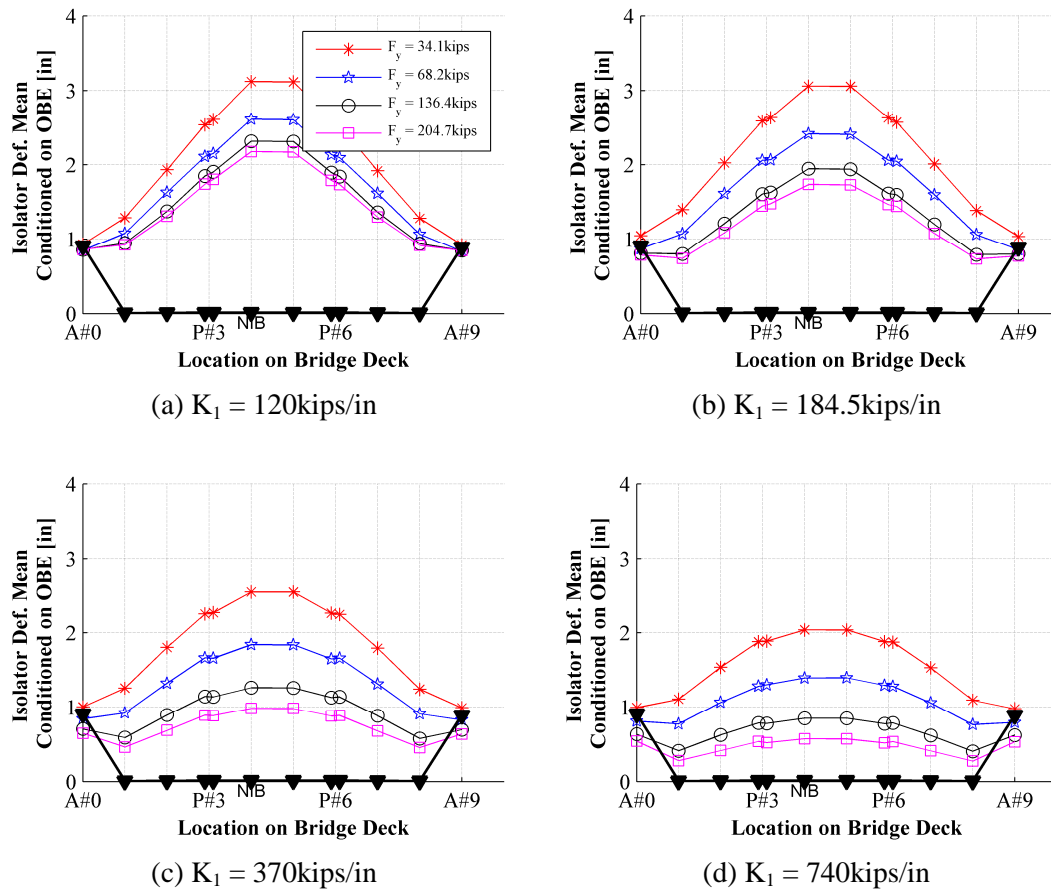 4
3
2
1
0
Isolator Def. Mean
Conditioned on OBE [in]
F_y = 34.1kips
F_y = 68.2kips
F_y = 136.4kips
F_y = 204.7kips
NIB
A#0 P#3 P#6 A#9
Location on Bridge Deck
(a) K₁ = 120kips/in
4
3
2
1
0
Isolator Def. Mean
Conditioned on OBE [in]
NIB
A#0 P#3 P#6 A#9
Location on Bridge Deck
(b) K₁ = 184.5kips/in
4
3
2
1
0
Isolator Def. Mean
Conditioned on OBE [in]
NIB
A#0 P#3 P#6 A#9
Location on Bridge Deck
(c) K₁ = 370kips/in
4
3
2
1
0
Isolator Def. Mean
Conditioned on OBE [in]
NIB
A#0 P#3 P#6 A#9
Location on Bridge Deck
(d) K₁ = 740kips/in